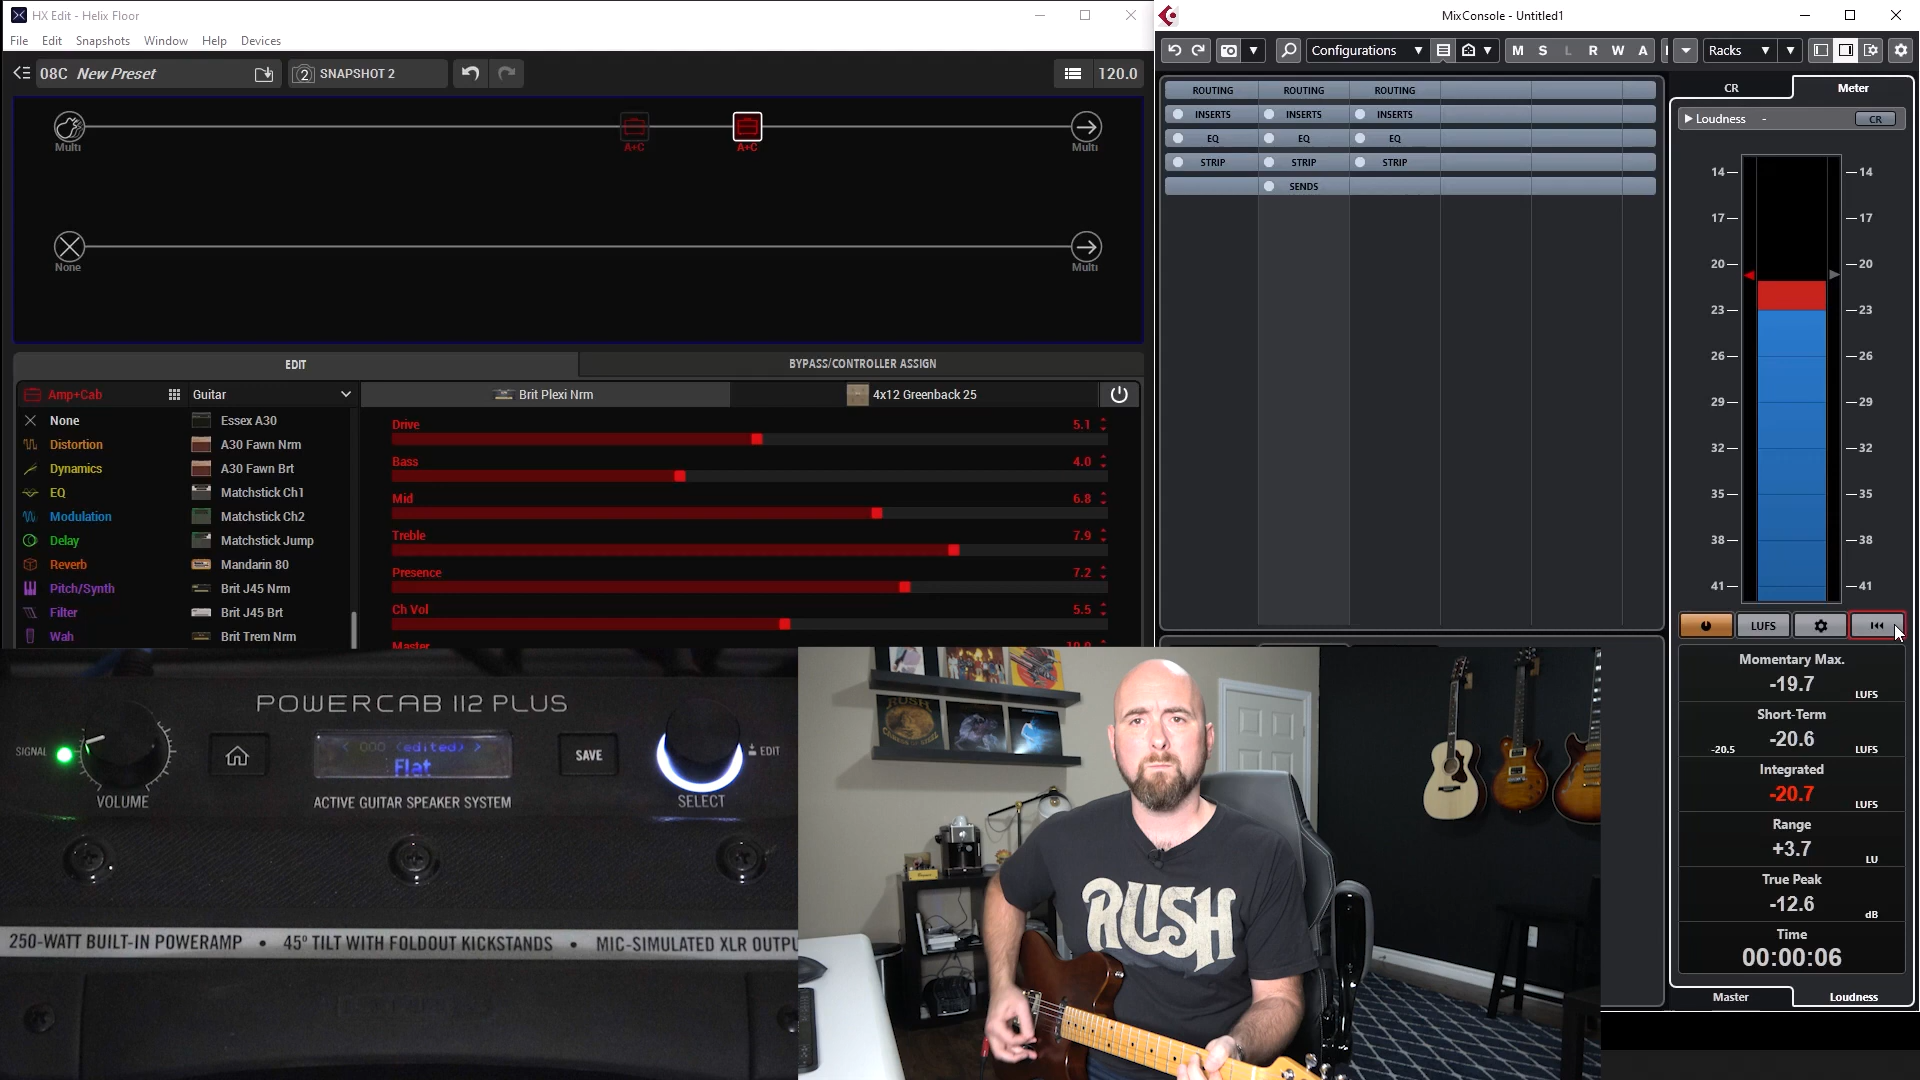 HX Edit - Helix Floor
File Edit Snapshots Window Help Devices
08C New Preset
2 SNAPSHOT 2
120.0
Multi
A+C
A+C
Multi
None
Multi
EDIT
BYPASS/CONTROLLER ASSIGN
Amp+Cab
Guitar
Brit Plexi Nrm
4x12 Greenback 25
None
Distortion
Dynamics
EQ
Modulation
Delay
Reverb
Pitch/Synth
Filter
Wah
Essex A30
A30 Fawn Nrm
A30 Fawn Brt
Matchstick Ch1
Matchstick Ch2
Matchstick Jump
Mandarin 80
Brit J45 Nrm
Brit J45 Brt
Brit Trem Nrm
Drive 5.1
Bass 4.0
Mid 6.8
Treble 7.9
Presence 7.2
Ch Vol 5.5
Master 10.0
MixConsole - Untitled1
Configurations
M S L R W A
Racks
ROUTING ROUTING ROUTING
INSERTS INSERTS INSERTS
EQ EQ EQ
STRIP STRIP STRIP
SENDS
CR Meter
Loudness - CR
14 14
17 17
20 20
23 23
26 26
29 29
32 32
35 35
38 38
41 41
LUFS
Momentary Max.
-19.7 LUFS
Short-Term
-20.5 -20.6 LUFS
Integrated
-20.7 LUFS
Range
+3.7 LU
True Peak
-12.6 dB
Time
00:00:06
Master Loudness
POWERCAB 112 PLUS
SIGNAL
VOLUME
< 000 (edited) >
Flat
ACTIVE GUITAR SPEAKER SYSTEM
SAVE
EDIT
SELECT
250-WATT BUILT-IN POWERAMP • 45° TILT WITH FOLDOUT KICKSTANDS • MIC-SIMULATED XLR OUTPU
RUSH
RUSH